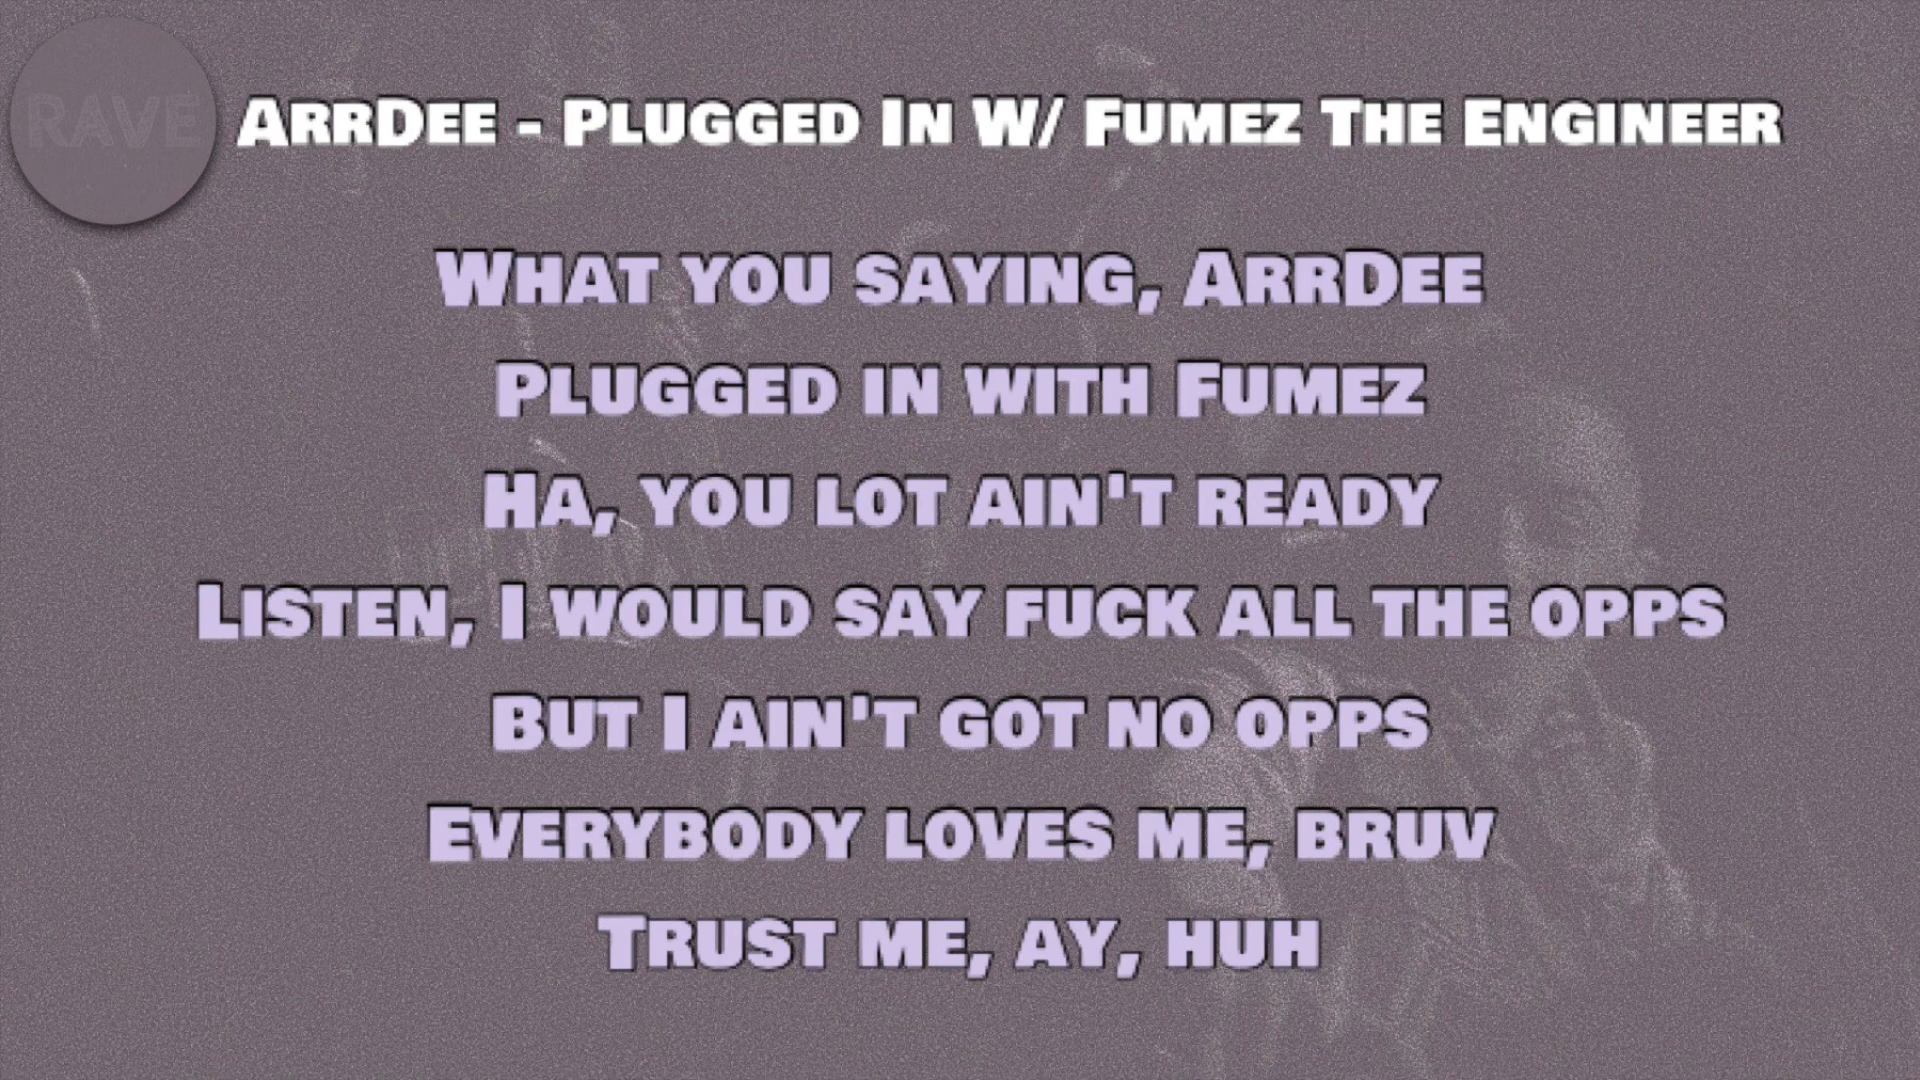 RAVE
ArrDee - Plugged In W/ Fumez The Engineer
What you saying, ArrDee
Plugged in with Fumez
Ha, you lot ain't ready
Listen, I would say fuck all the opps
But I ain't got no opps
Everybody loves me, bruv
Trust me, ay, huh